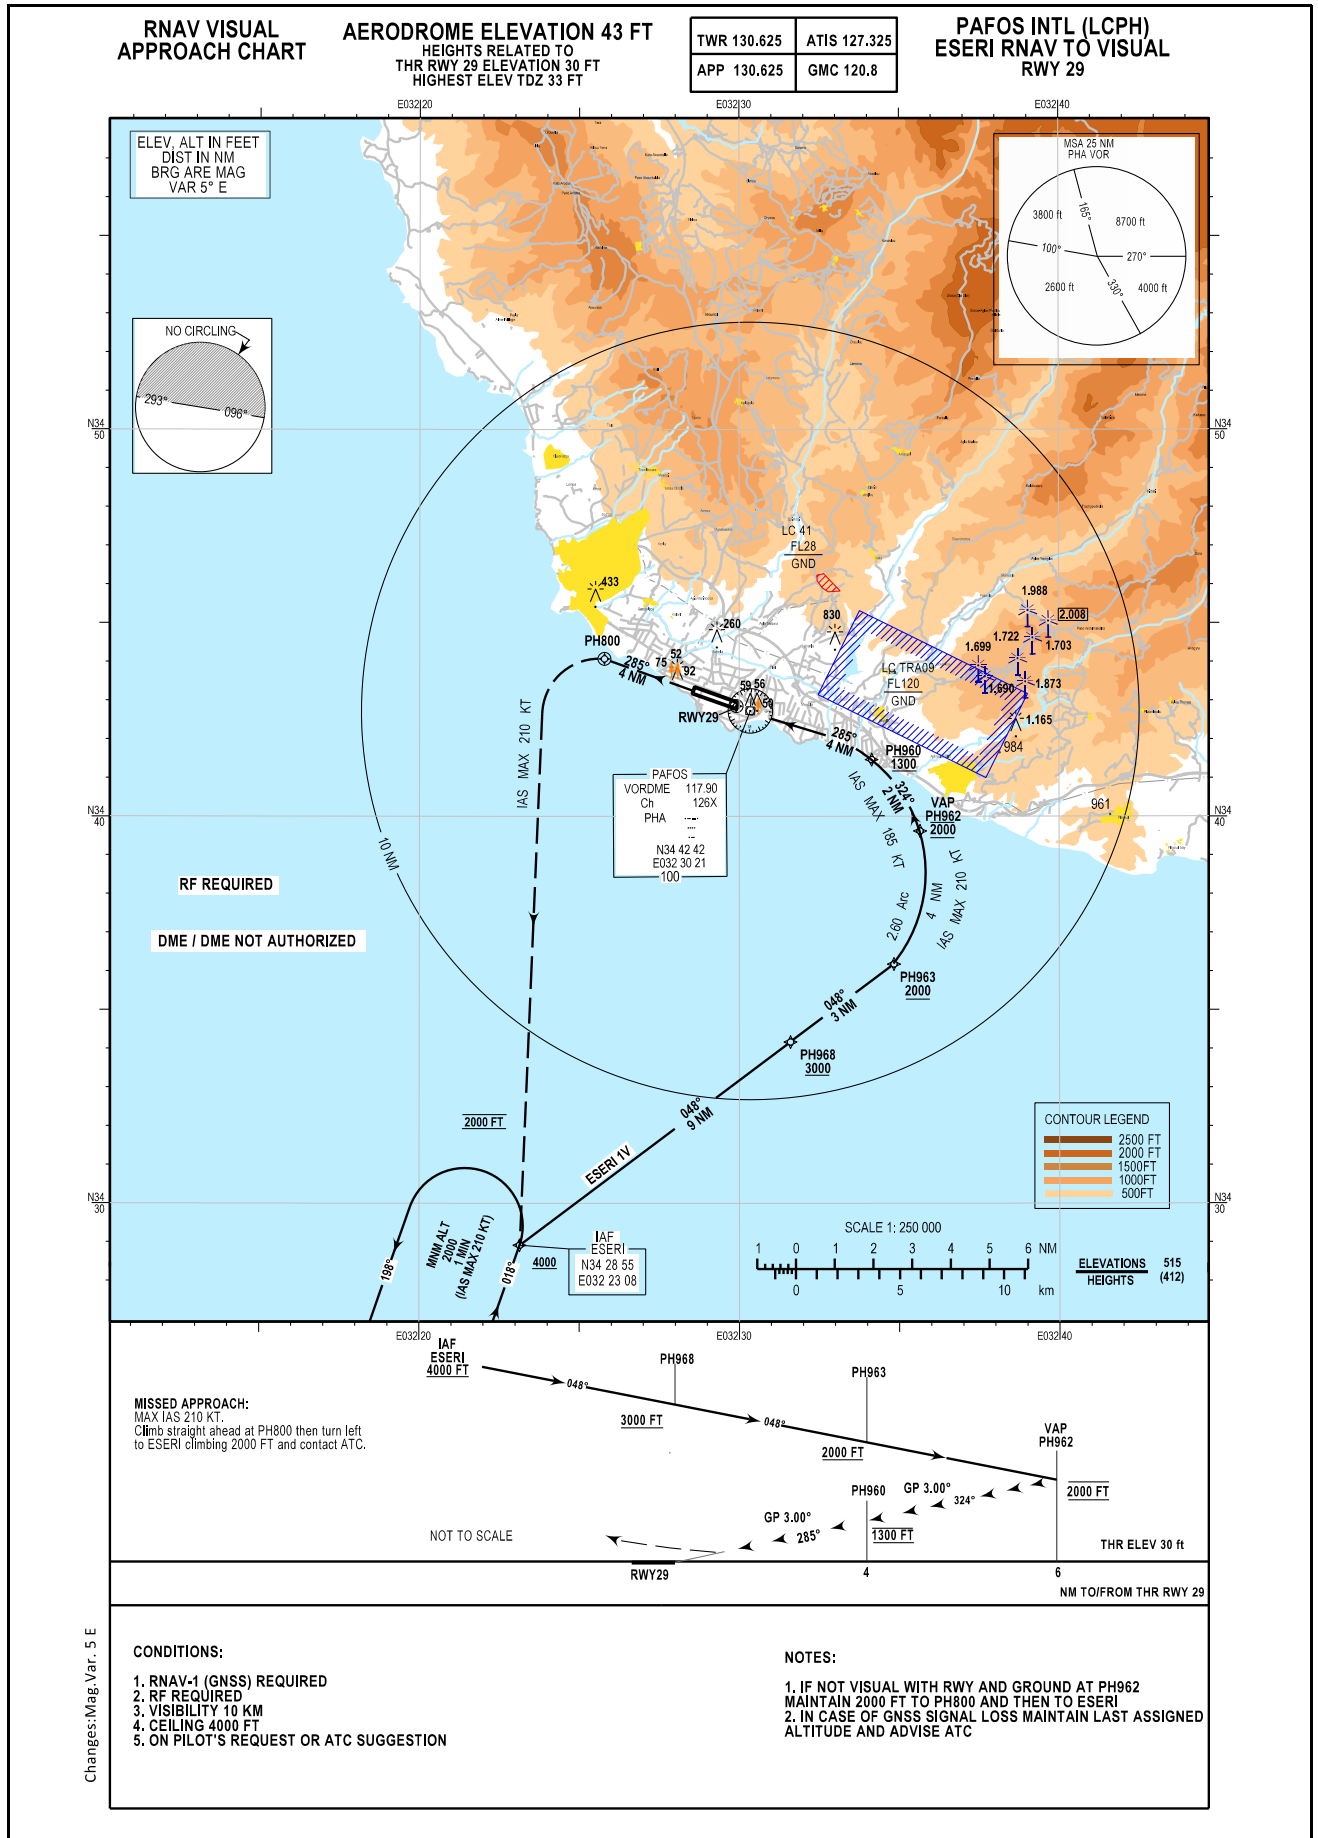 RNAV VISUAL
APPROACH CHART
AERODROME ELEVATION 43 FT
HEIGHTS RELATED TO
THR RWY 29 ELEVATION 30 FT
HIGHEST ELEV TDZ 33 FT
TWR 130.625 ATIS 127.325
APP 130.625 GMC 120.8
PAFOS INTL (LCPH)
ESERI RNAV TO VISUAL
RWY 29
E032 20
E032 30
E032 40
ELEV, ALT IN FEET
DIST IN NM
BRG ARE MAG
VAR 5° E
MSA 25 NM
PHA VOR
165°
3800 ft
8700 ft
100°
270°
2600 ft
330°
4000 ft
NO CIRCLING
293°
096°
N34
50
N34
50
LC 41
FL28
GND
433
260
830
1.988
2.008
1.722
1.703
1.699
1.690
1.873
1.165
984
961
LC TRA09
FL120
GND
PH800
285°
4 NM
52
75
92
59 56
50
RWY29
285°
4 NM
PH960
1300
324°
2 NM
VAP
PH962
2000
IAS MAX 210 KT
IAS MAX 185 KT
2.60 Arc
4 NM
IAS MAX 210 KT
PAFOS
VORDME 117.90
Ch 126X
PHA
N34 42 42
E032 30 21
100
N34
40
N34
40
10 NM
RF REQUIRED
DME / DME NOT AUTHORIZED
PH963
2000
048°
3 NM
PH968
3000
048°
9 NM
2000 FT
ESERI 1V
CONTOUR LEGEND
2500 FT
2000 FT
1500FT
1000FT
500FT
N34
30
N34
30
198°
MNM ALT
2000
1 MIN
(IAS MAX 210 KT)
018°
4000
IAF
ESERI
N34 28 55
E032 23 08
SCALE 1: 250 000
1 0 1 2 3 4 5 6 NM
0 5 10 km
ELEVATIONS 515
HEIGHTS (412)
E032 20
E032 30
E032 40
IAF
ESERI
4000 FT
048°
PH968
3000 FT
048°
PH963
2000 FT
VAP
PH962
2000 FT
MISSED APPROACH:
MAX IAS 210 KT.
Climb straight ahead at PH800 then turn left
to ESERI climbing 2000 FT and contact ATC.
PH960
GP 3.00°
324°
GP 3.00°
285°
1300 FT
NOT TO SCALE
THR ELEV 30 ft
RWY29
4
6
NM TO/FROM THR RWY 29
Changes:Mag.Var. 5 E
CONDITIONS:
1. RNAV-1 (GNSS) REQUIRED
2. RF REQUIRED
3. VISIBILITY 10 KM
4. CEILING 4000 FT
5. ON PILOT'S REQUEST OR ATC SUGGESTION
NOTES:
1. IF NOT VISUAL WITH RWY AND GROUND AT PH962
MAINTAIN 2000 FT TO PH800 AND THEN TO ESERI
2. IN CASE OF GNSS SIGNAL LOSS MAINTAIN LAST ASSIGNED
ALTITUDE AND ADVISE ATC